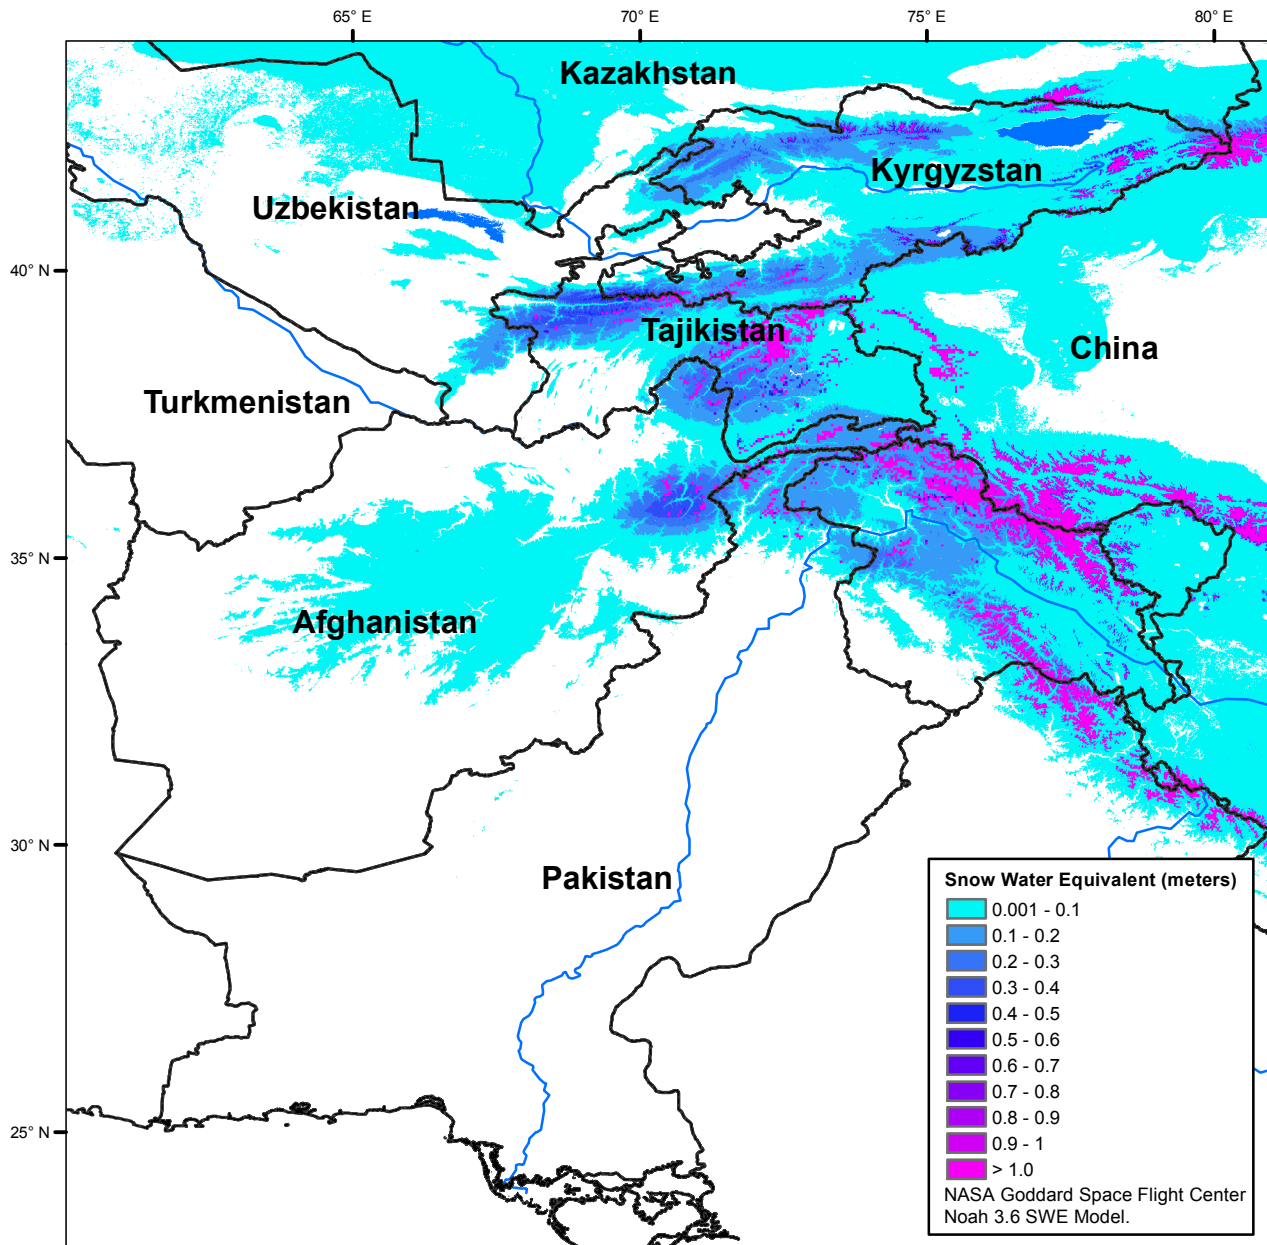 65° E
70° E
75° E
80° E
Kazakhstan
Kyrgyzstan
Uzbekistan
40° N
Tajikistan
China
Turkmenistan
35° N
Afghanistan
30° N
Pakistan
25° N
Snow Water Equivalent (meters)
0.001 - 0.1
0.1 - 0.2
0.2 - 0.3
0.3 - 0.4
0.4 - 0.5
0.5 - 0.6
0.6 - 0.7
0.7 - 0.8
0.8 - 0.9
0.9 - 1
> 1.0
NASA Goddard Space Flight Center
Noah 3.6 SWE Model.